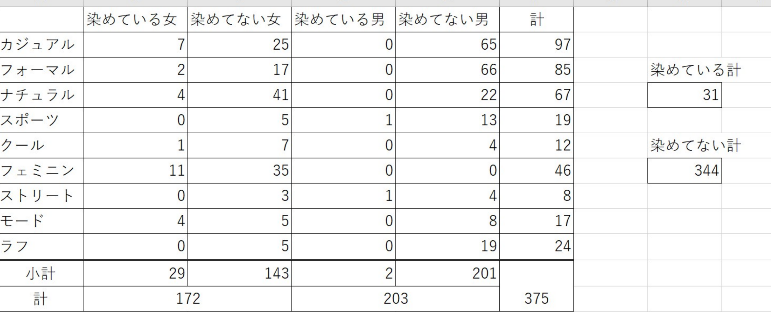 染めている女 染めてない女 染めている男 染めてない男 計
カジュアル 7 25 0 65 97
フォーマル 2 17 0 66 85 染めている計
ナチュラル 4 41 0 22 67 31
スポーツ 0 5 1 13 19
クール 1 7 0 4 12 染めてない計
フェミニン 11 35 0 0 46 344
ストリート 0 3 1 4 8
モード 4 5 0 8 17
ラフ 0 5 0 19 24
小計 29 143 2 201
計 172 203 375